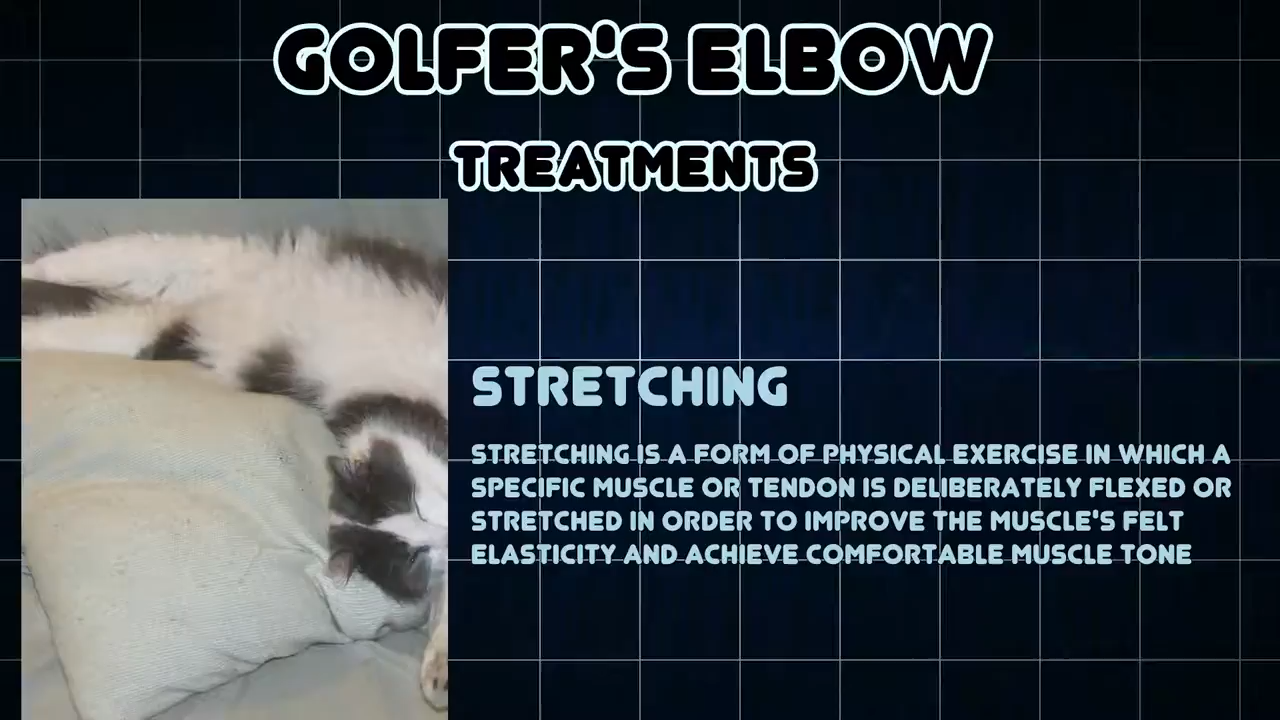 GOLFER'S ELBOW
TREATMENTS
STRETCHING
STRETCHING IS A FORM OF PHYSICAL EXERCISE IN WHICH A
SPECIFIC MUSCLE OR TENDON IS DELIBERATELY FLEXED OR
STRETCHED IN ORDER TO IMPROVE THE MUSCLE'S FELT
ELASTICITY AND ACHIEVE COMFORTABLE MUSCLE TONE